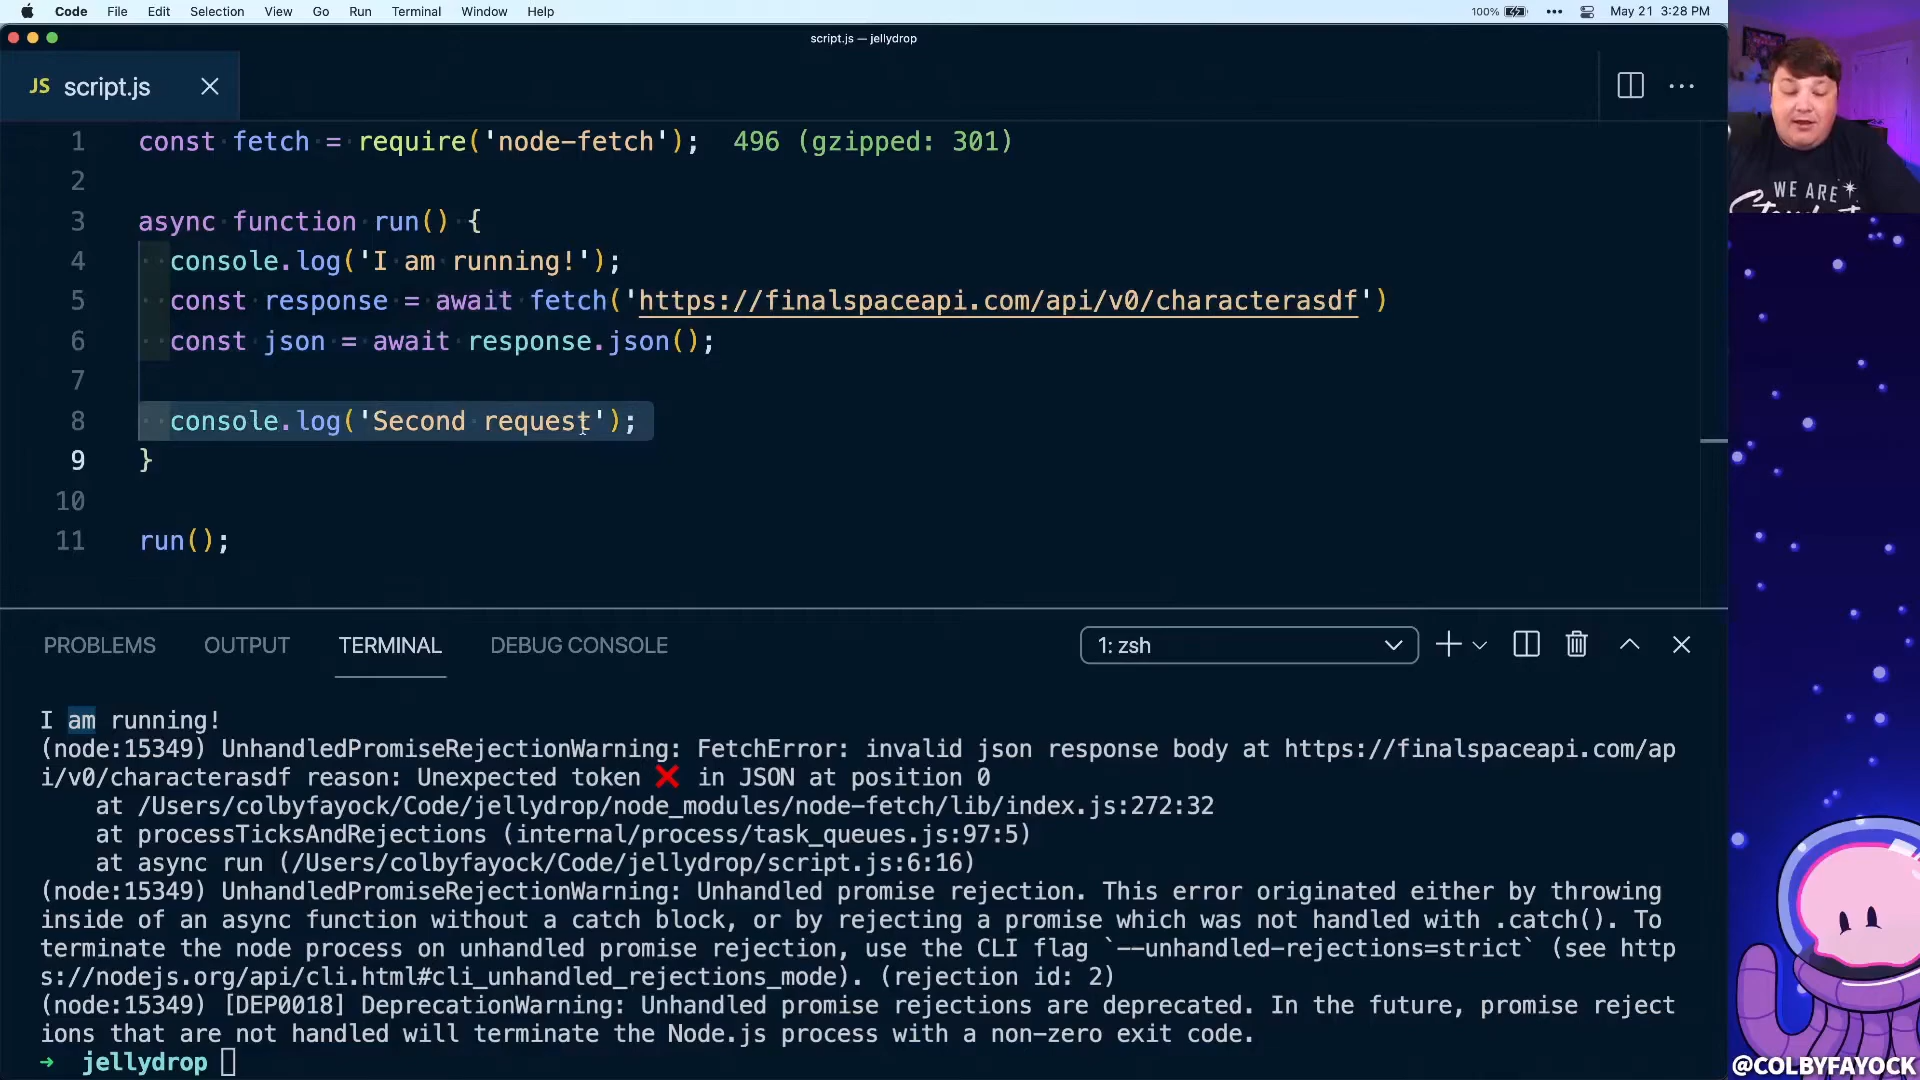 Code File Edit Selection View Go Run Terminal Window Help 100% May 21 3:28 PM
script.js — jellydrop
JS script.js
1 const fetch = require('node-fetch'); 496 (gzipped: 301)
2
3 async function run() {
4 console.log('I am running!');
5 const response = await fetch('https://finalspaceapi.com/api/v0/characterasdf')
6 const json = await response.json();
7
8 console.log('Second request');
9 }
10
11 run();
WE ARE
PROBLEMS OUTPUT TERMINAL DEBUG CONSOLE 1: zsh
I am running!
(node:15349) UnhandledPromiseRejectionWarning: FetchError: invalid json response body at https://finalspaceapi.com/ap
i/v0/characterasdf reason: Unexpected token ❌ in JSON at position 0
at /Users/colbyfayock/Code/jellydrop/node_modules/node-fetch/lib/index.js:272:32
at processTicksAndRejections (internal/process/task_queues.js:97:5)
at async run (/Users/colbyfayock/Code/jellydrop/script.js:6:16)
(node:15349) UnhandledPromiseRejectionWarning: Unhandled promise rejection. This error originated either by throwing
inside of an async function without a catch block, or by rejecting a promise which was not handled with .catch(). To
terminate the node process on unhandled promise rejection, use the CLI flag `--unhandled-rejections=strict` (see http
s://nodejs.org/api/cli.html#cli_unhandled_rejections_mode). (rejection id: 2)
(node:15349) [DEP0018] DeprecationWarning: Unhandled promise rejections are deprecated. In the future, promise reject
ions that are not handled will terminate the Node.js process with a non-zero exit code.
→ jellydrop
@COLBYFAYOCK